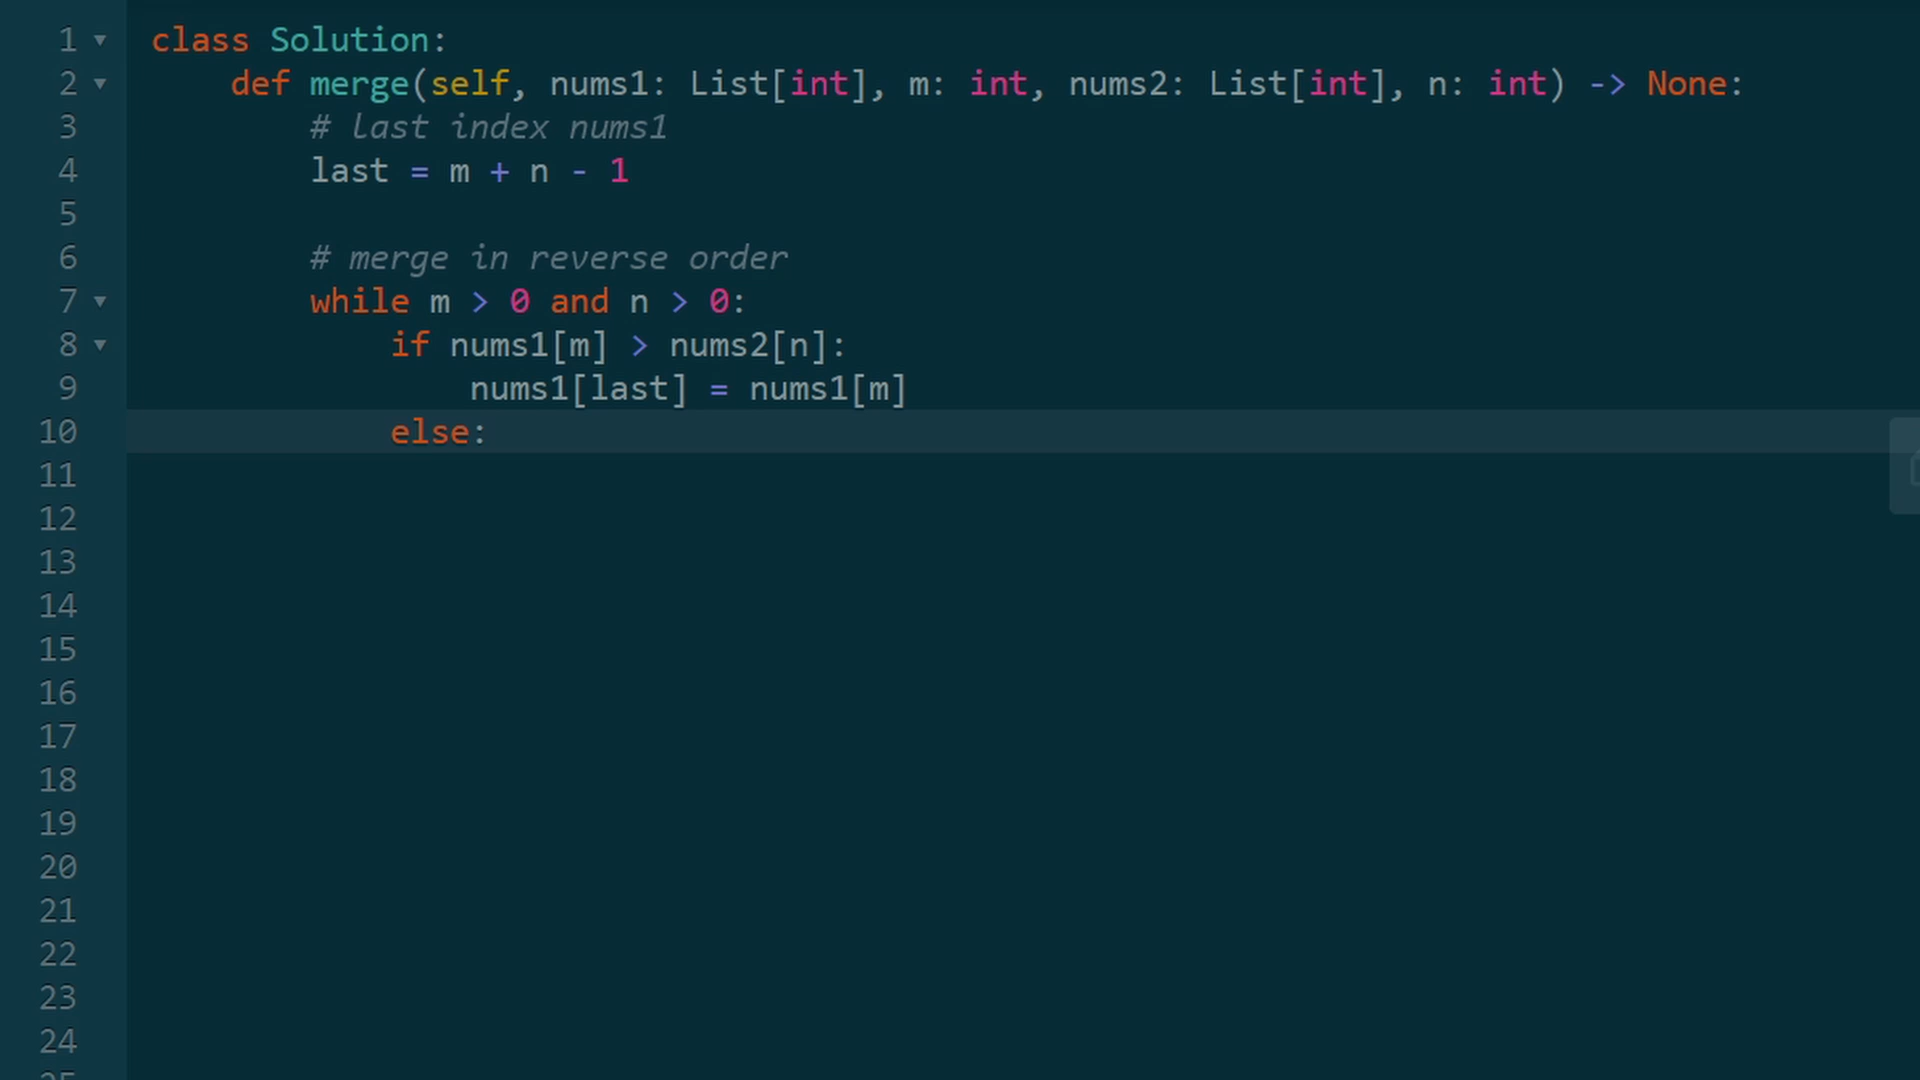 1 class Solution:
2 def merge(self, nums1: List[int], m: int, nums2: List[int], n: int) -> None:
3 # last index nums1
4 last = m + n - 1
5
6 # merge in reverse order
7 while m > 0 and n > 0:
8 if nums1[m] > nums2[n]:
9 nums1[last] = nums1[m]
10 else:
11
12
13
14
15
16
17
18
19
20
21
22
23
24
25